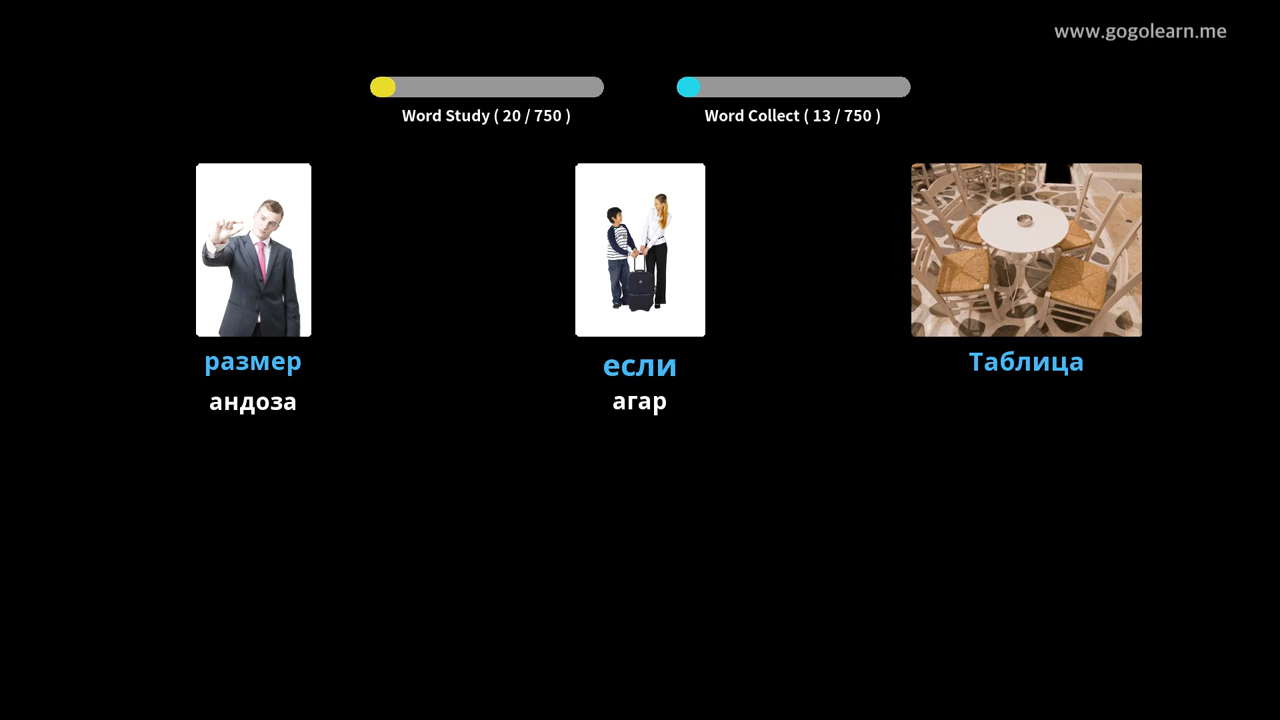 www.gogolearn.me
Word Study ( 20 / 750 )
Word Collect ( 13 / 750 )
размер
если
Таблица
андоза
агар